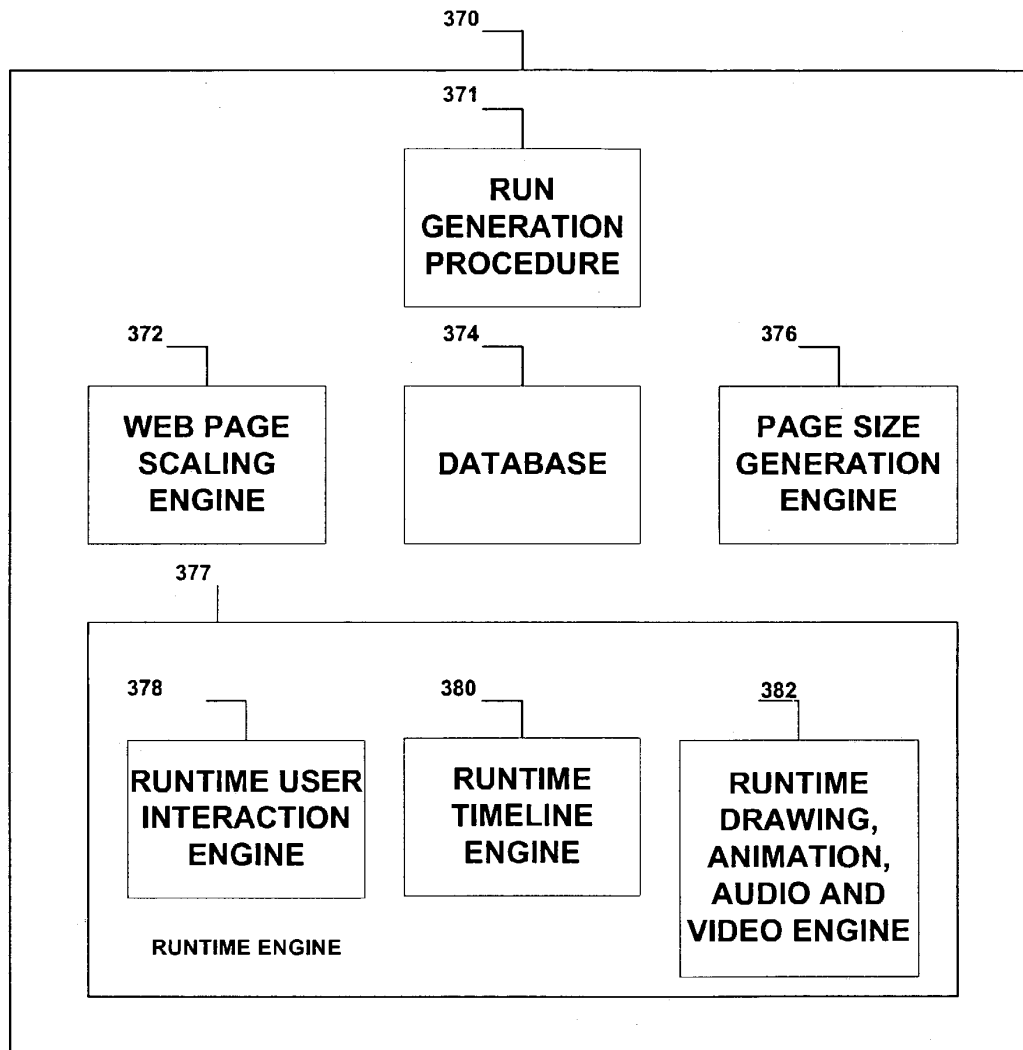 370
371
RUN
GENERATION
PROCEDURE
372
374
376
WEB PAGE
SCALING
ENGINE
DATABASE
PAGE SIZE
GENERATION
ENGINE
377
378
380
382
RUNTIME USER
INTERACTION
ENGINE
RUNTIME
TIMELINE
ENGINE
RUNTIME
DRAWING,
ANIMATION,
AUDIO AND
VIDEO ENGINE
RUNTIME ENGINE